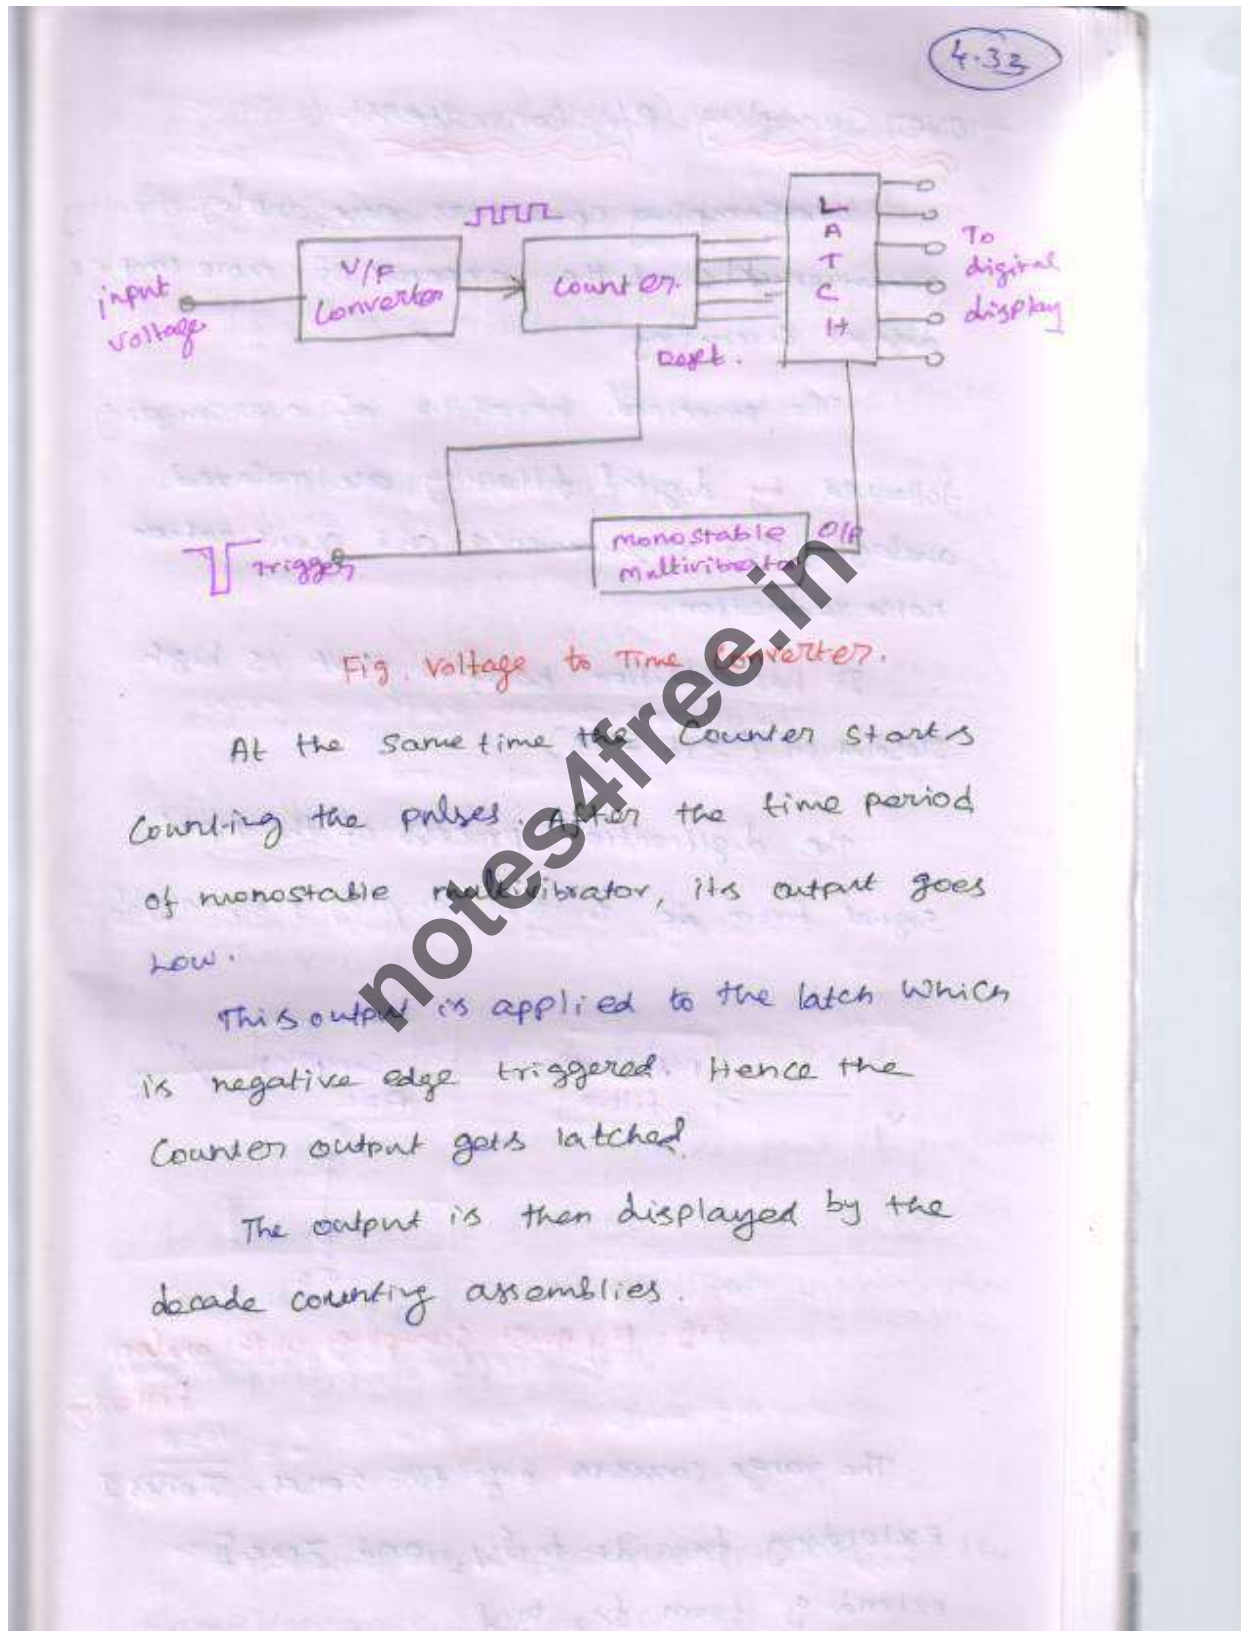 4.33
input
voltage
V/F
Converter
Counter
Reset.
L
A
T
C
H
To
digital
display
Trigger
monostable
multivibrator
O/P
Fig. Voltage to Time Converter.
At the same time the Counter starts
Counting the pulses. After the time period
of monostable multivibrator, its output goes
Low.
This output is applied to the latch which
is negative edge triggered. Hence the
Counter output gets latched.
The output is then displayed by the
decade counting assemblies.
notes4free.in